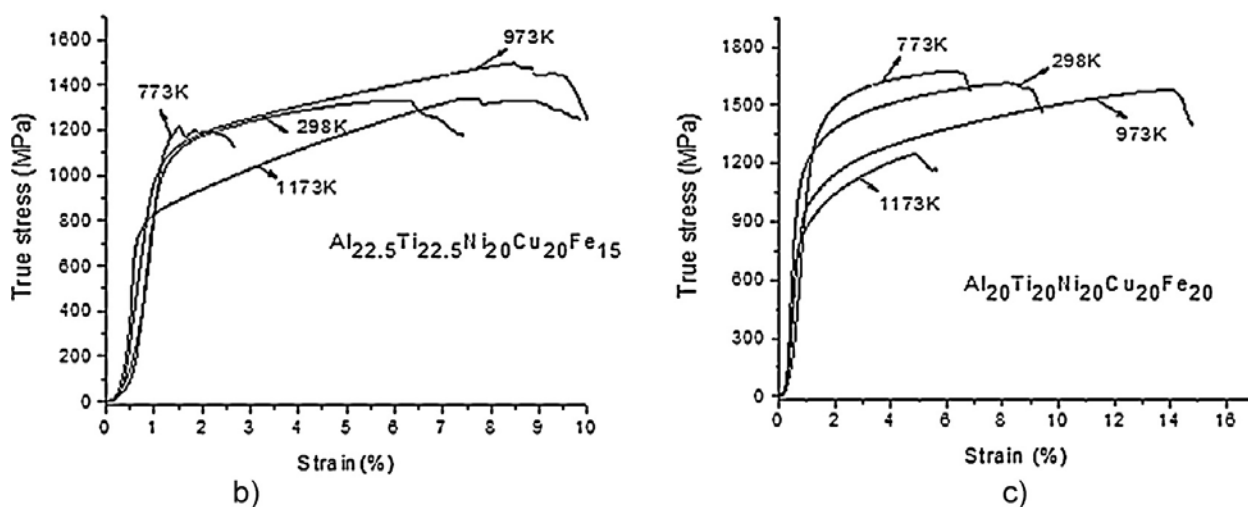 1600
1400
1200
1000
800
600
400
200
0
True stress (MPa)
973K
773K
298K
1173K
Al22.5Ti22.5Ni20Cu20Fe15
0 1 2 3 4 5 6 7 8 9 10
Strain (%)
b)
1800
1500
1200
900
600
300
0
True stress (MPa)
773K
298K
973K
1173K
Al20Ti20Ni20Cu20Fe20
0 2 4 6 8 10 12 14 16
Strain (%)
c)